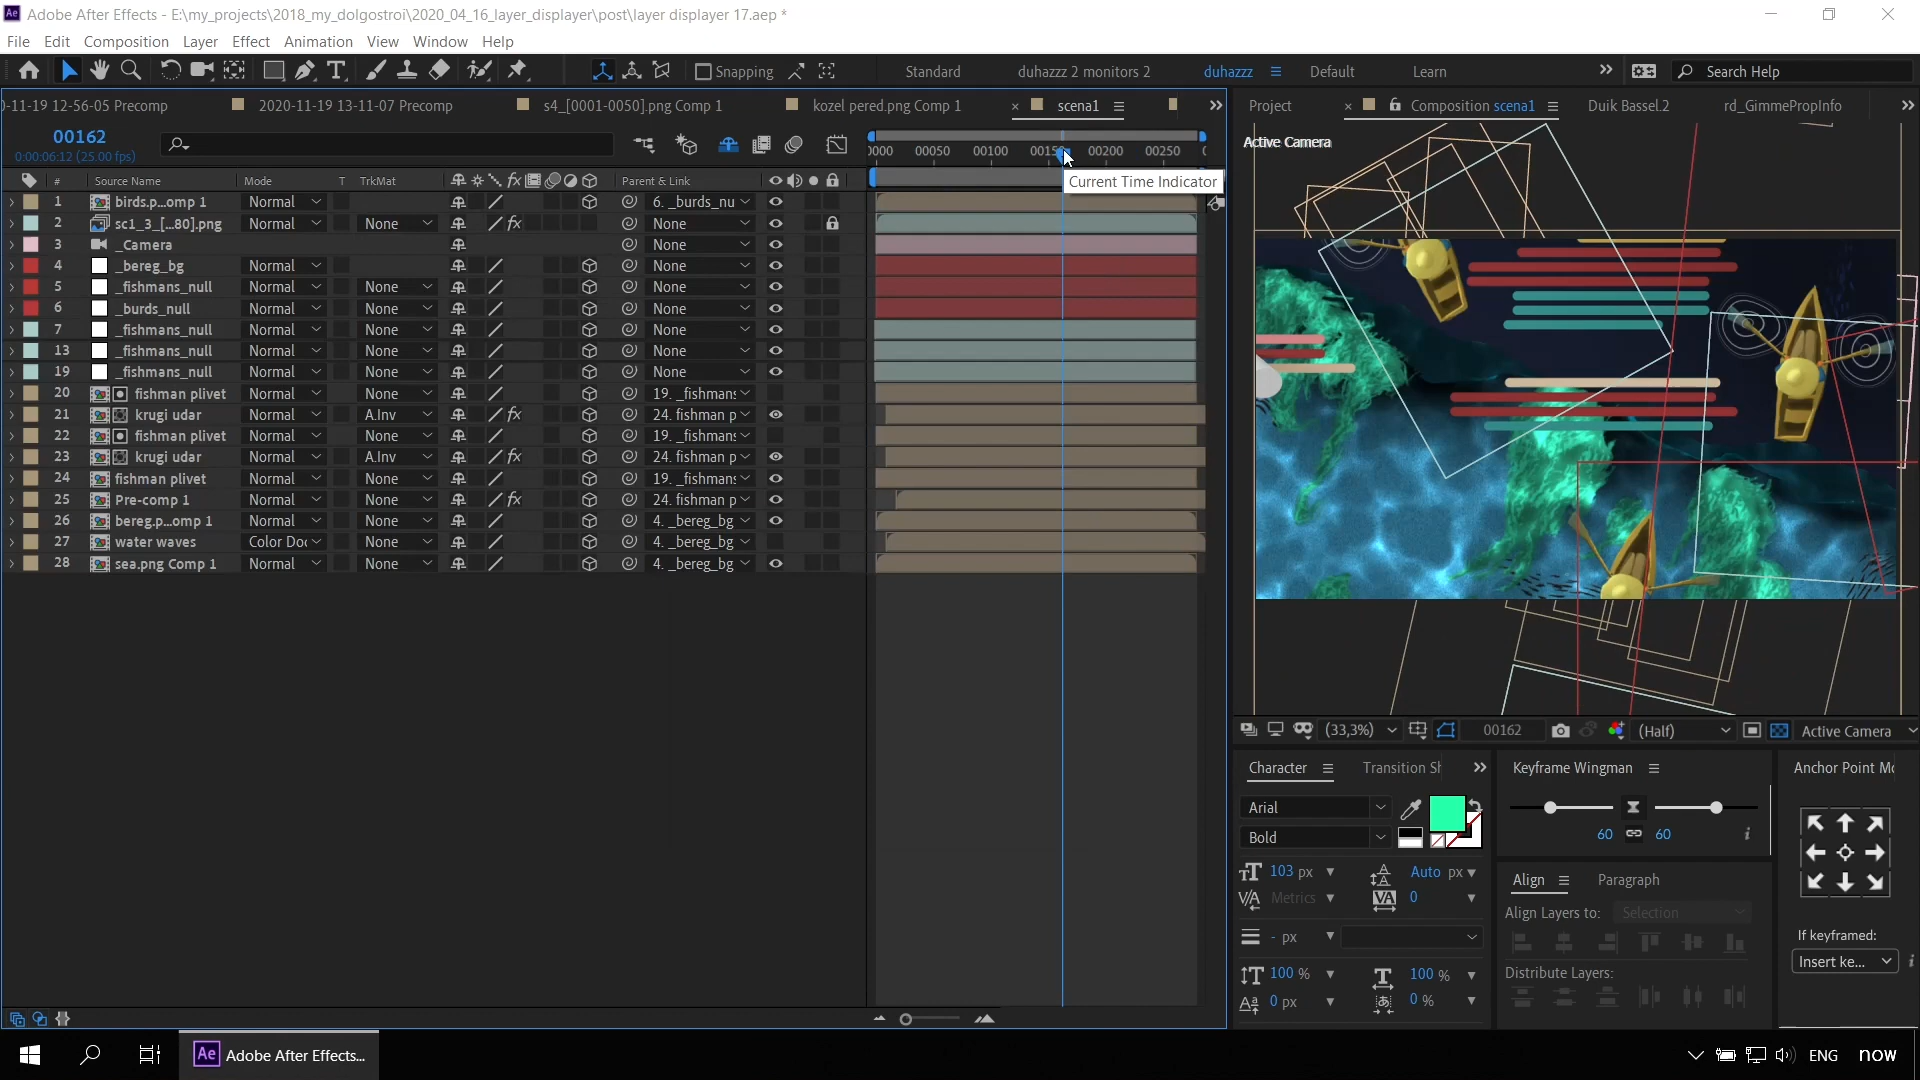 Adobe After Effects - E:\my_projects\2018_my_dolgostroi\2020_04_16_layer_displayer\post\layer displayer 17.aep *
File Edit Composition Layer Effect Animation View Window Help
Snapping Standard duhazzz 2 monitors 2 duhazzz Default Learn Search Help
0-11-19 12-56-05 Precomp 2020-11-19 13-11-07 Precomp s4_[0001-0050].png Comp 1 kozel pered.png Comp 1 scena1
Project Composition scena1 Duik Bassel.2 rd_GimmePropInfo
00162
0:00:06:12 (25.00 fps)
0000 00050 00100 0015 00200 00250
Active Camera
Current Time Indicator
# Source Name Mode T TrkMat Parent & Link
1 birds.p...omp 1 Normal 6. _burds_nu
2 sc1_3_[...80].png Normal None None
3 _Camera None
4 _bereg_bg Normal None
5 _fishmans_null Normal None None
6 _burds_null Normal None None
7 _fishmans_null Normal None None
13 _fishmans_null Normal None None
19 _fishmans_null Normal None None
20 fishman plivet Normal None 19. _fishmans
21 krugi udar Normal A.Inv 24. fishman p
22 fishman plivet Normal None 19. _fishmans
23 krugi udar Normal A.Inv 24. fishman p
24 fishman plivet Normal None 19. _fishmans
25 Pre-comp 1 Normal None 24. fishman p
26 bereg.p...omp 1 Normal None 4. _bereg_bg
27 water waves Color Doc None 4. _bereg_bg
28 sea.png Comp 1 Normal None 4. _bereg_bg
(33,3%) 00162 (Half) Active Camera
Character Transition Sh Keyframe Wingman Anchor Point Mo
Arial
Bold
60 60
103 px Auto px
Metrics 0
- px
100 % 100 %
0 px 0 %
Align Paragraph
Align Layers to: Selection
Distribute Layers:
If keyframed:
Insert ke...
Ae Adobe After Effects... ENG now